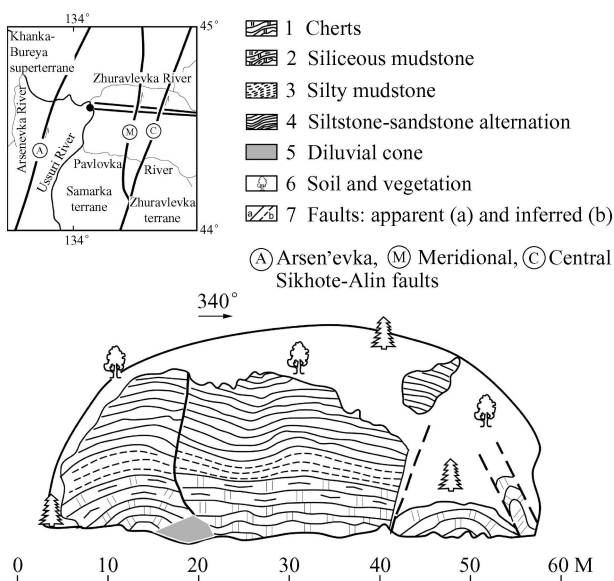 134°
45°
Khanka-
Bureya
superterrane
Zhuravlevka River
Arsenevka River
A
M
C
Ussuri River
Pavlovka
River
Samarka
terrane
Zhuravlevka
terrane
134°
44°
1 Cherts
2 Siliceous mudstone
3 Silty mudstone
4 Siltstone-sandstone alternation
5 Diluvial cone
6 Soil and vegetation
a b 7 Faults: apparent (a) and inferred (b)
A Arsen'evka, M Meridional, C Central
Sikhote-Alin faults
340°
0 10 20 30 40 50 60 M